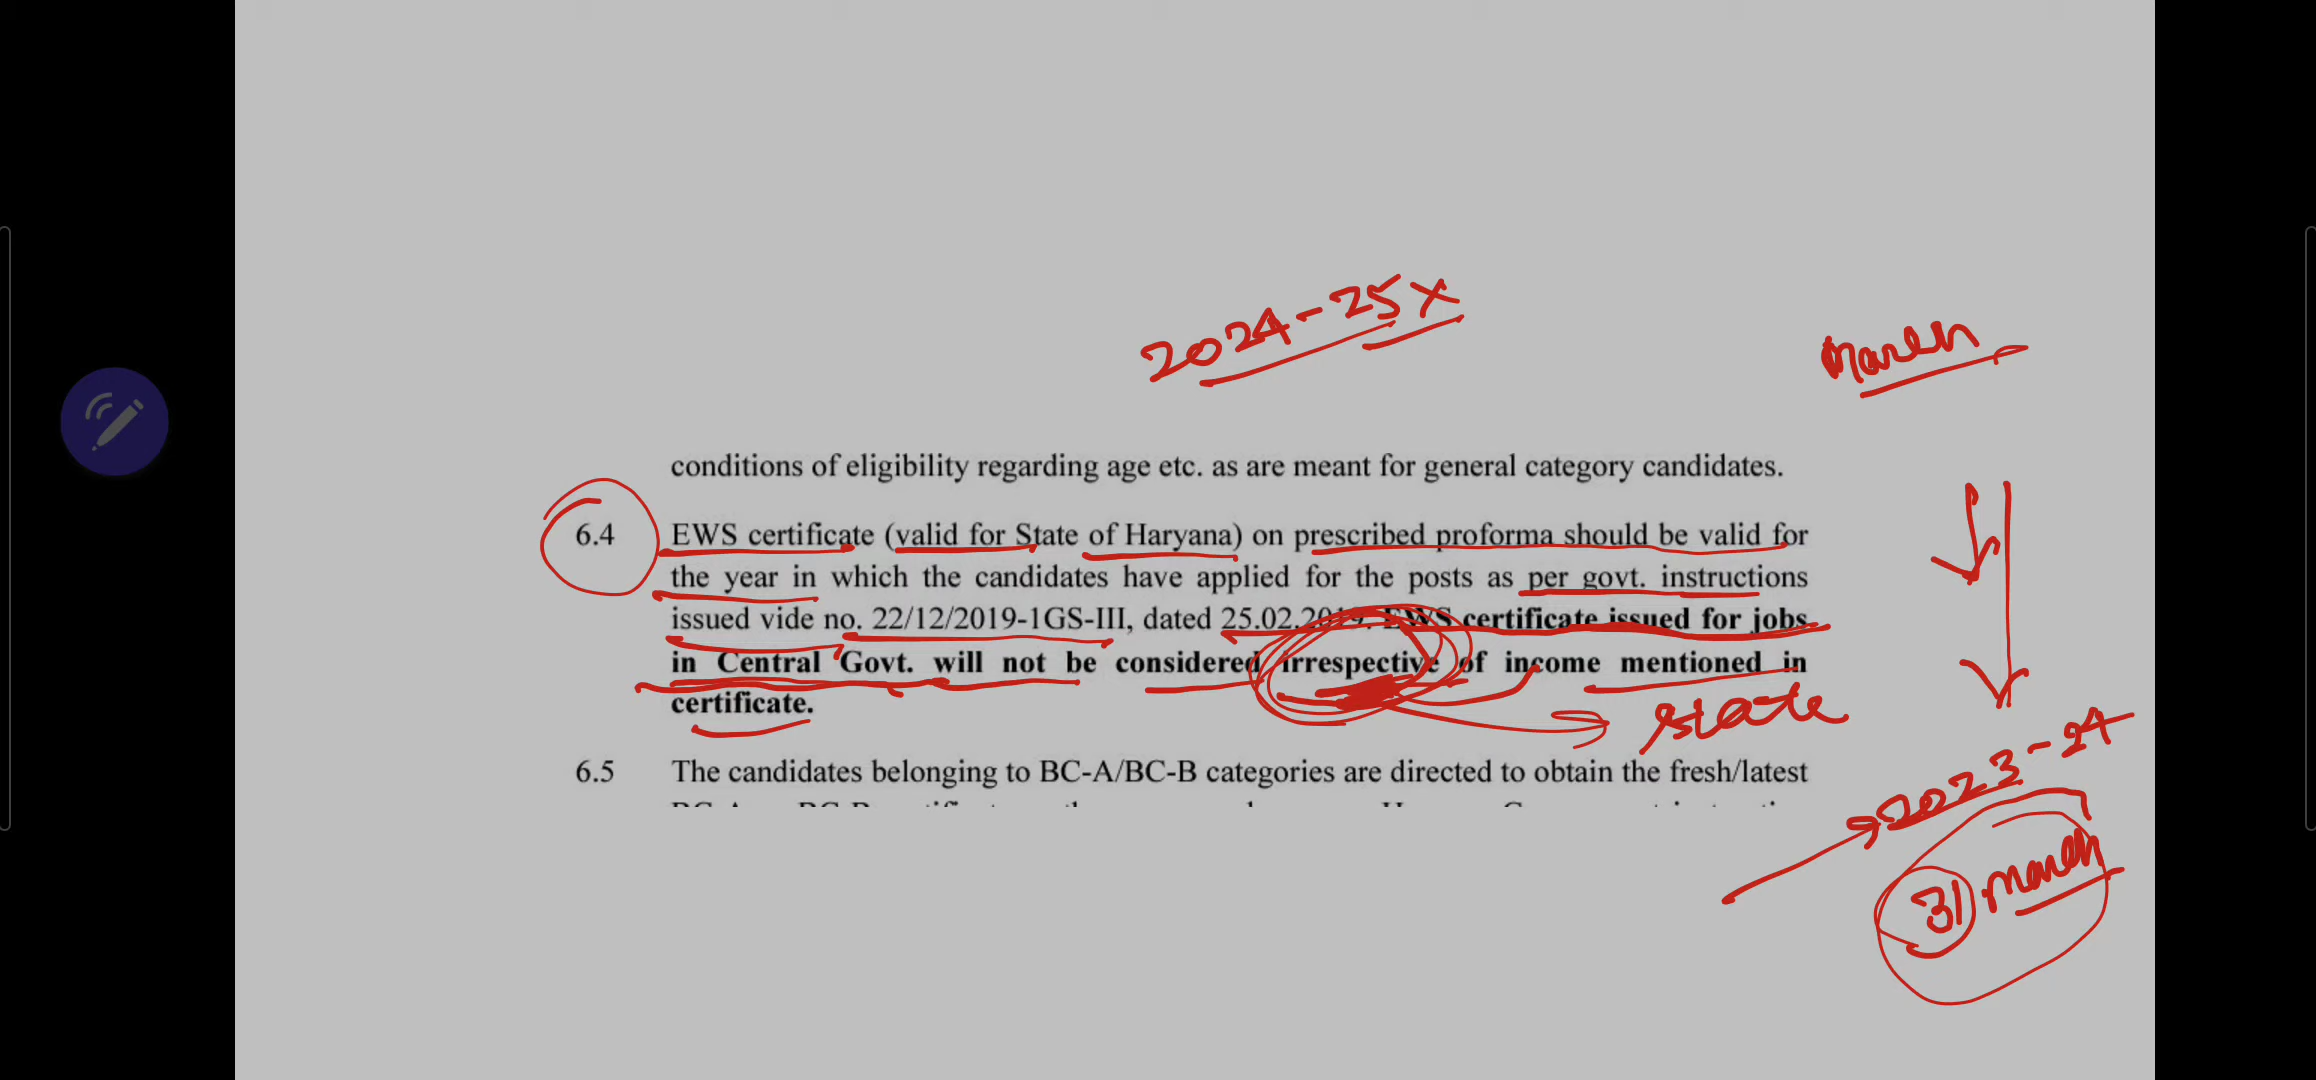 2024-25 X
March
conditions of eligibility regarding age etc. as are meant for general category candidates.
6.4 EWS certificate (valid for State of Haryana) on prescribed proforma should be valid for
the year in which the candidates have applied for the posts as per govt. instructions
issued vide no. 22/12/2019-1GS-III, dated 25.02.2019. EWS certificate issued for jobs
in Central Govt. will not be considered irrespective of income mentioned in
certificate.
state
2023-24
6.5 The candidates belonging to BC-A/BC-B categories are directed to obtain the fresh/latest
31 march